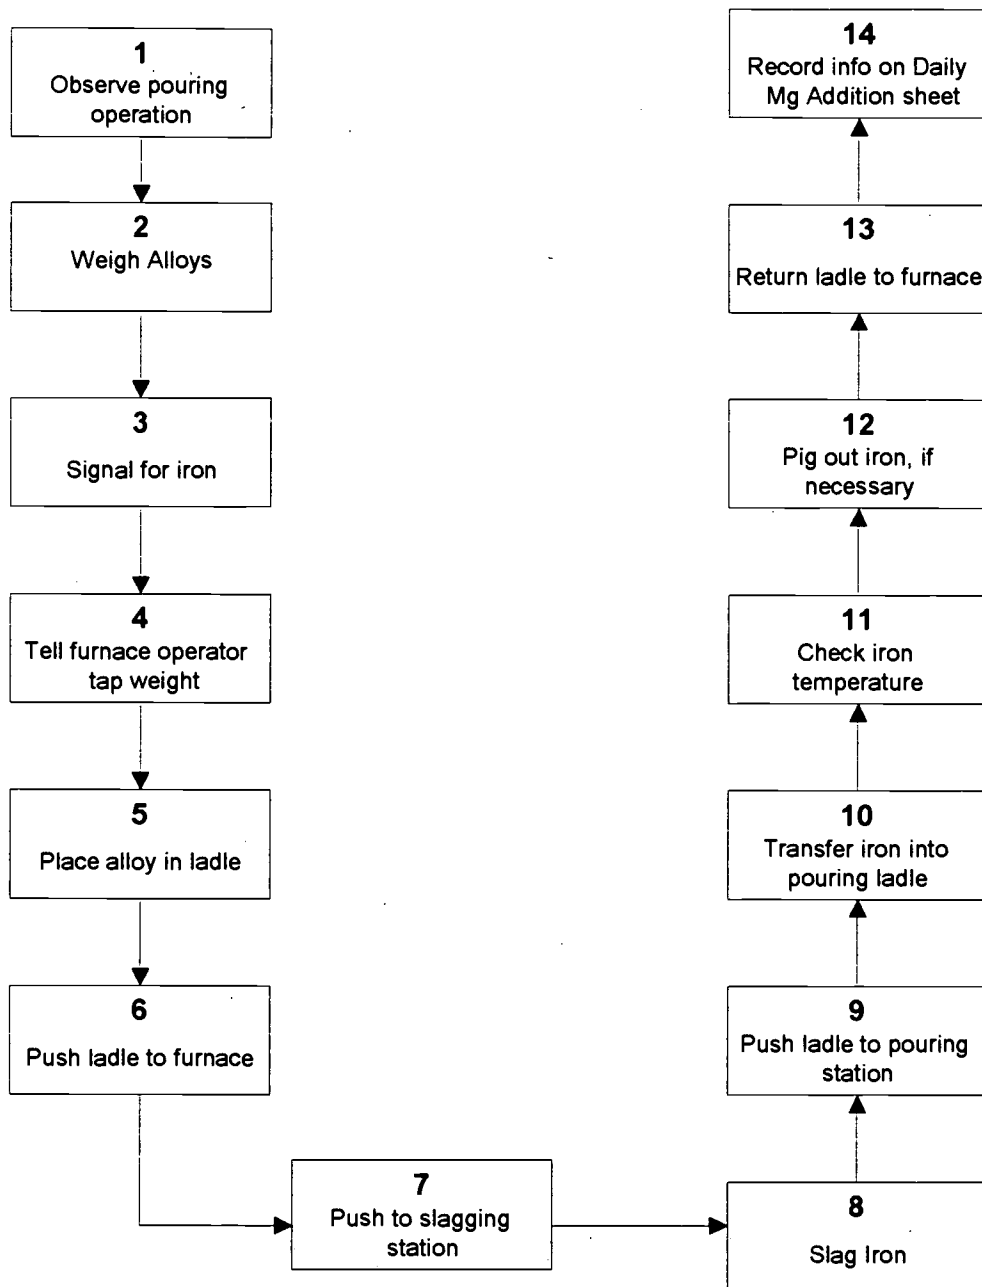 1
Observe pouring
operation
2
Weigh Alloys
3
Signal for iron
4
Tell furnace operator
tap weight
5
Place alloy in ladle
6
Push ladle to furnace
7
Push to slagging
station
8
Slag Iron
9
Push ladle to pouring
station
10
Transfer iron into
pouring ladle
11
Check iron
temperature
12
Pig out iron, if
necessary
13
Return ladle to furnace
14
Record info on Daily
Mg Addition sheet